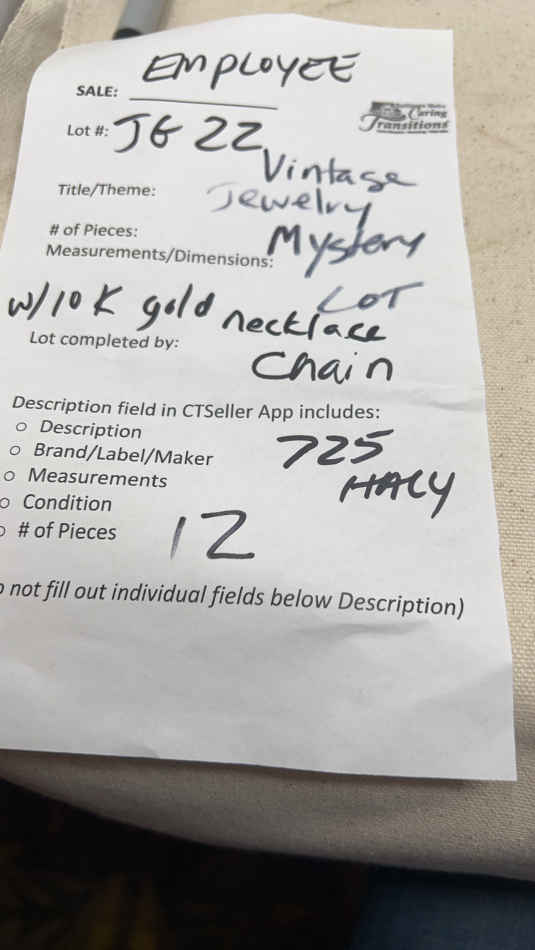 EMPLOYEE
SALE:
Caring
Transitions
Lot #: JG 22
Vintage
Title/Theme: Jewelry
# of Pieces: Mystery
Measurements/Dimensions:
LOT
w/10 K gold necklace
Lot completed by: Chain
Description field in CTSeller App includes:
Description
Brand/Label/Maker
725
Measurements
Condition
# of Pieces 12
not fill out individual fields below Description)